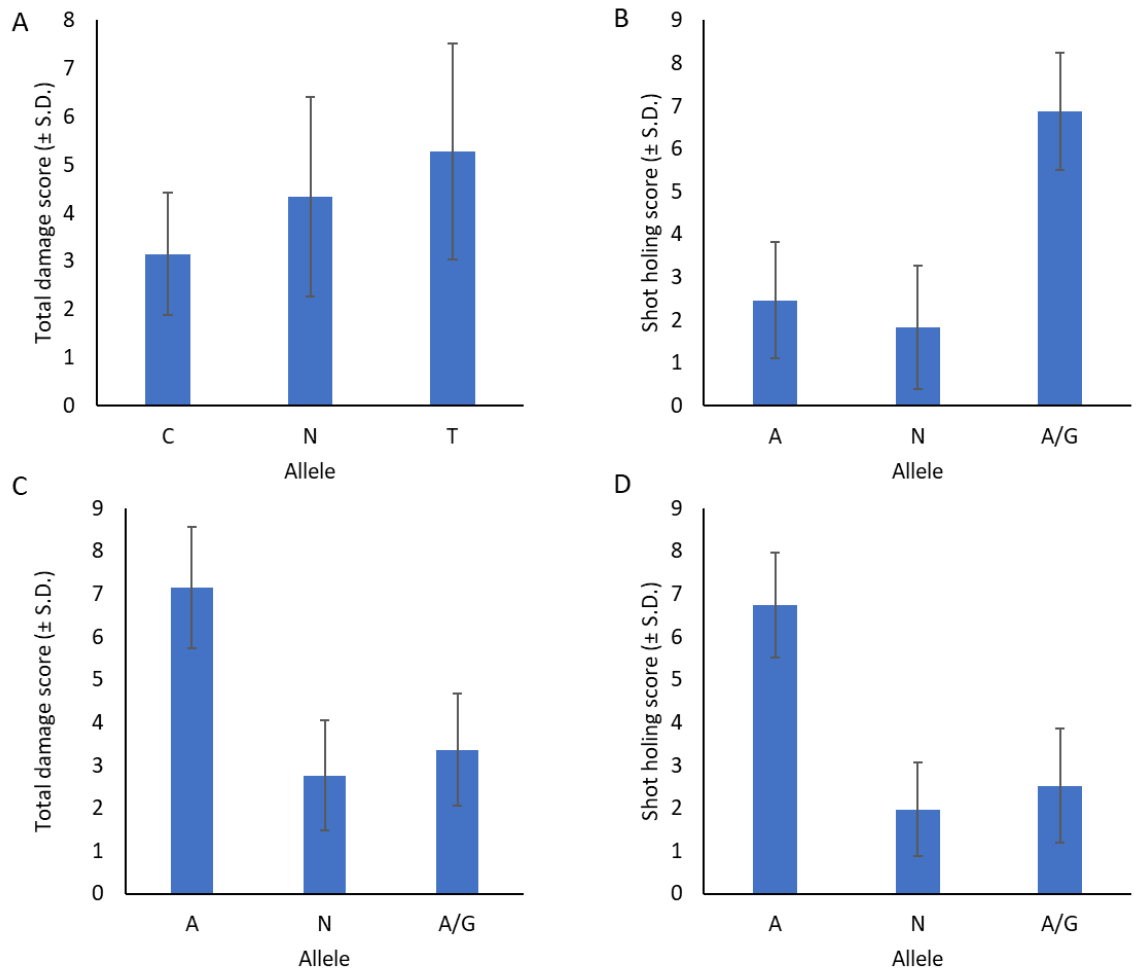 A
Total damage score (± S.D.)
8
7
6
5
4
3
2
1
0
C
N
T
Allele
B
Shot holing score (± S.D.)
9
8
7
6
5
4
3
2
1
0
A
N
A/G
Allele
C
Total damage score (± S.D.)
9
8
7
6
5
4
3
2
1
0
A
N
A/G
Allele
D
Shot holing score (± S.D.)
9
8
7
6
5
4
3
2
1
0
A
N
A/G
Allele